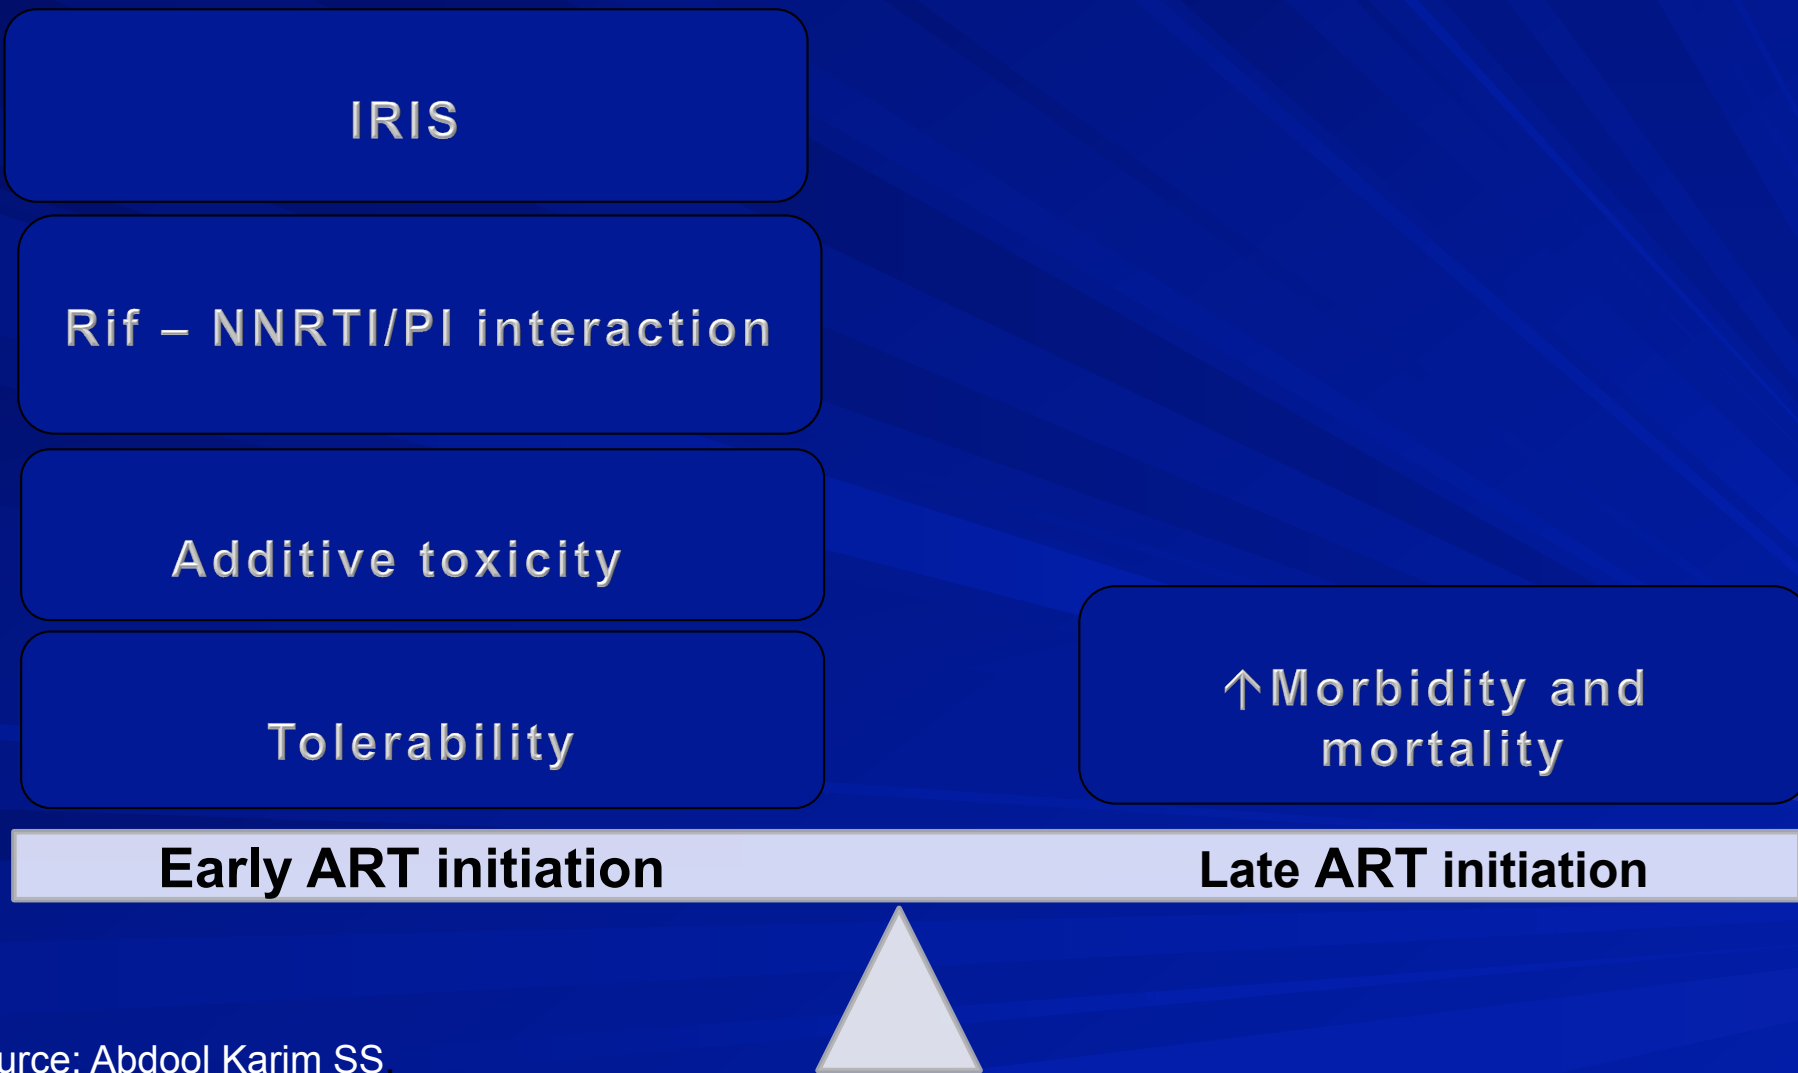 IRIS
Rif – NNRTI/PI interaction
Additive toxicity
Tolerability
↑Morbidity and
mortality
Early ART initiation
Late ART initiation
urce: Abdool Karim SS.